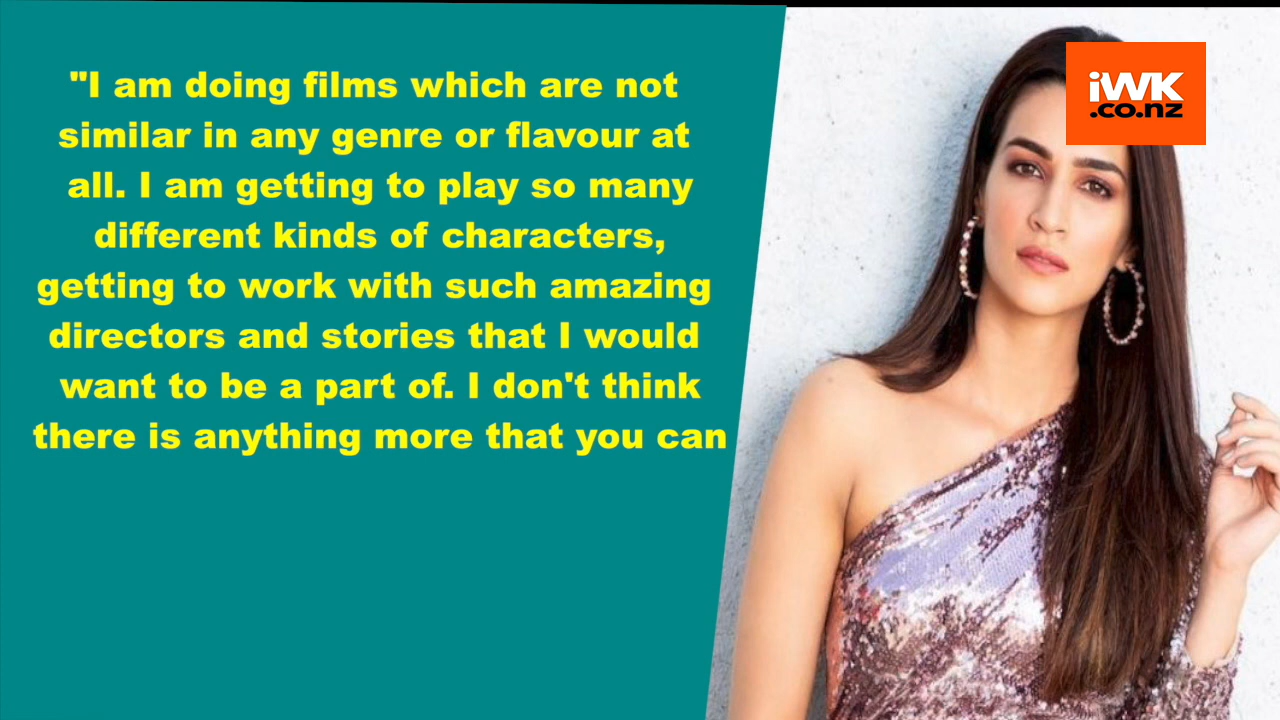 "I am doing films which are not
similar in any genre or flavour at
all. I am getting to play so many
different kinds of characters,
getting to work with such amazing
directors and stories that I would
want to be a part of. I don't think
there is anything more that you can
iWK
.co.nz